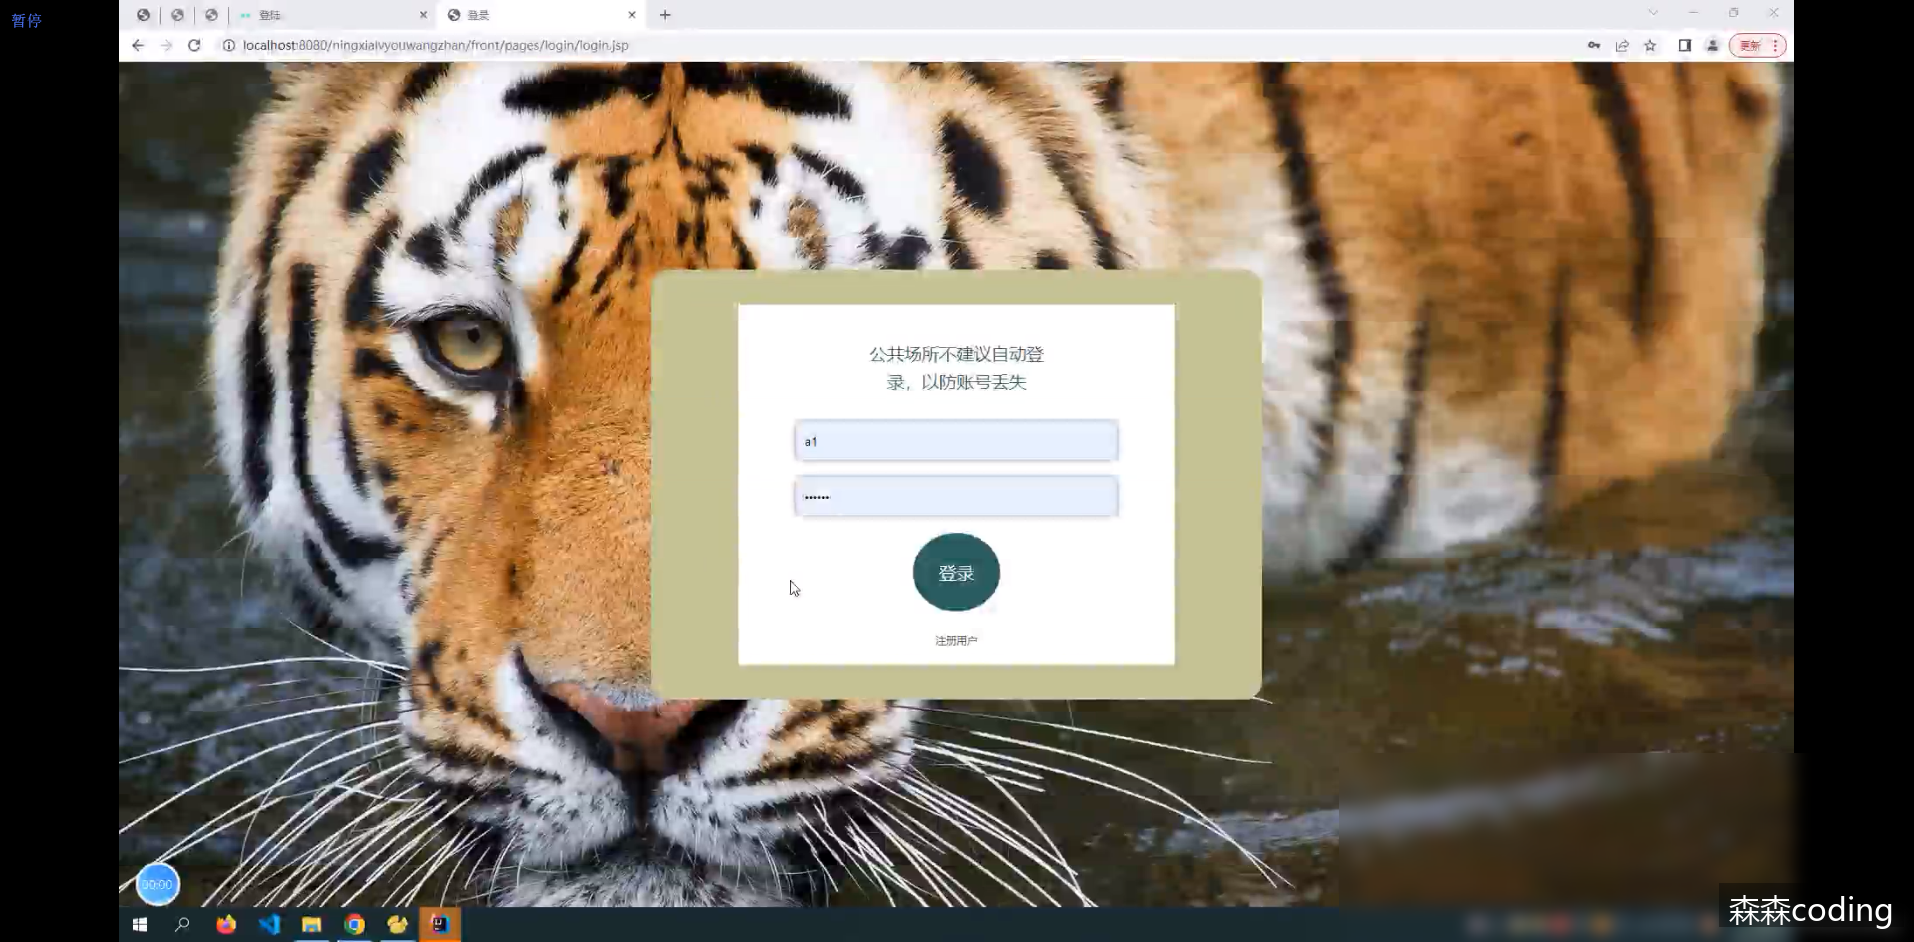 暂停
登陆
登录
localhost:8080/ningxialvyouwangzhan/front/pages/login/login.jsp
更新
公共场所不建议自动登
录，以防账号丢失
a1
••••••
登录
注册用户
00:00
森森coding